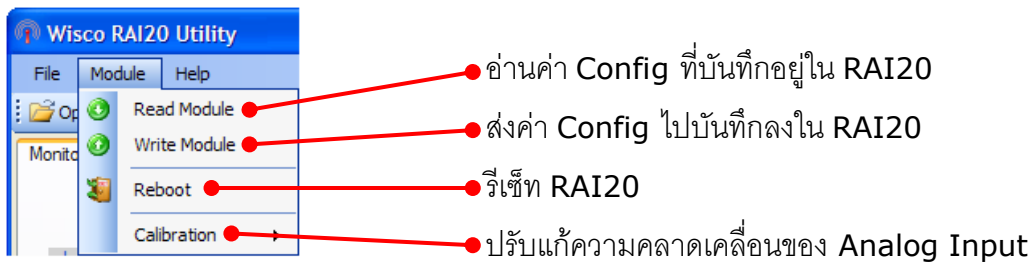 Wisco RAI20 Utility
File Module Help
Op
Read Module
อ่านค่า Config ที่บันทึกอยู่ใน RAI20
Monito
Write Module
ส่งค่า Config ไปบันทึกลงใน RAI20
Reboot
รีเซ็ท RAI20
Calibration
ปรับแก้ความคลาดเคลื่อนของ Analog Input